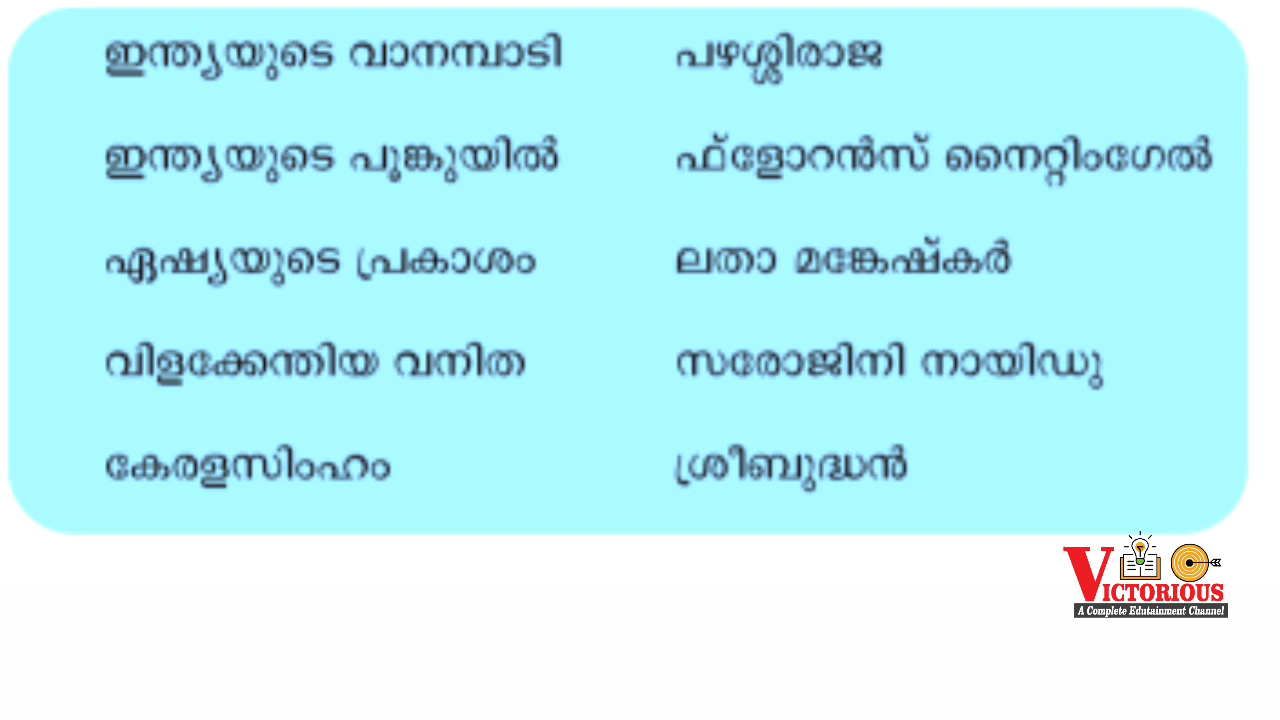 ഇന്ത്യയുടെ വാനമ്പാടി പഴശ്ശിരാജ
ഇന്ത്യയുടെ പൂങ്കുയിൽ ഫ്ളോറൻസ് നൈറ്റിംഗേൽ
ഏഷ്യയുടെ പ്രകാശം ലതാ മങ്കേഷ്കർ
വിളക്കേന്തിയ വനിത സരോജിനി നായിഡു
കേരളസിംഹം ശ്രീബുദ്ധൻ
VICTORIOUS
A Complete Edutainment Channel